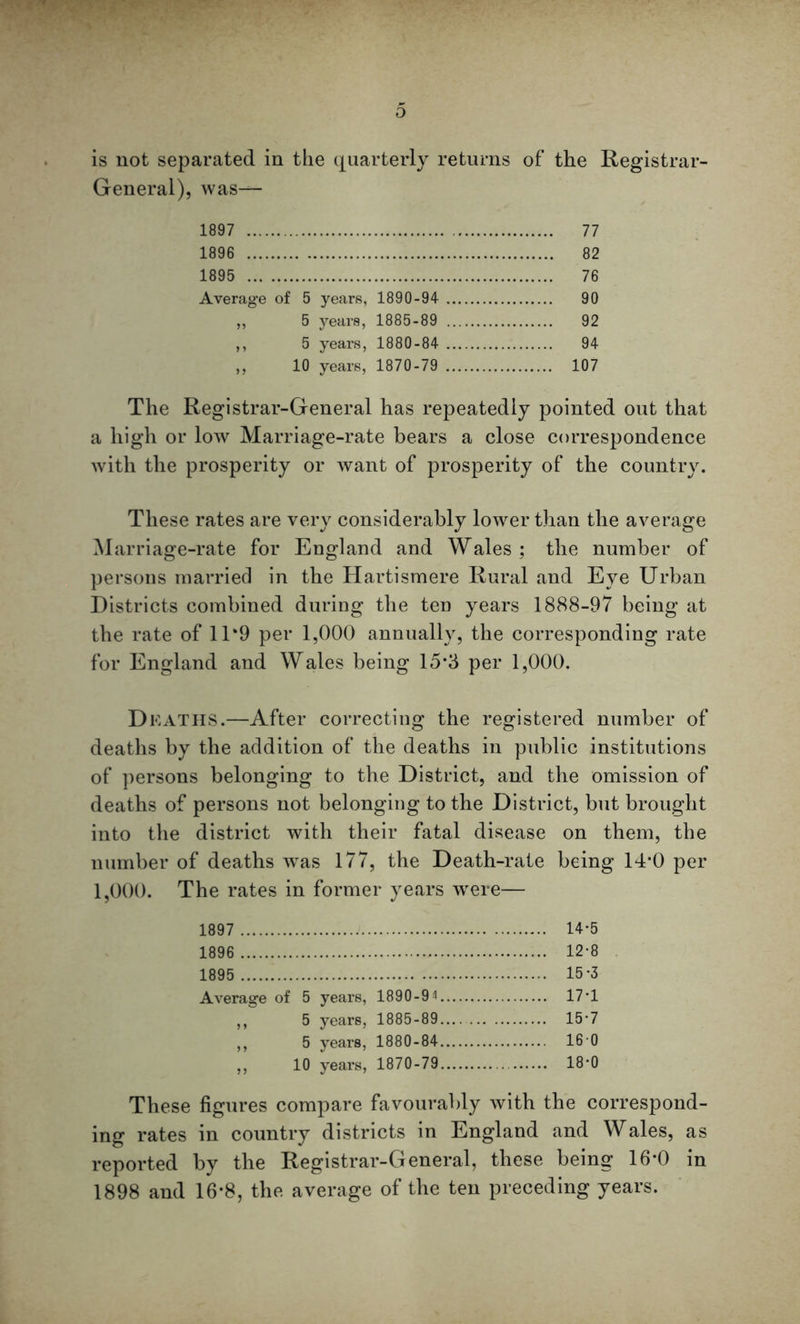 5
is not separated in the quarterly returns of the Registrar-
General), was—
1897 ........................................................ 77
1896 ........................................................ 82
1895 ........................................................ 76
Average of 5 years, 1890-94 .................... 90
,, 5 years, 1885-89 .................... 92
,, 5 years, 1880-84 .................... 94
,, 10 years, 1870-79 .................... 107
The Registrar-General has repeatedly pointed out that
a high or low Marriage-rate bears a close correspondence
with the prosperity or want of prosperity of the country.
These rates are very considerably lower than the average
Marriage-rate for England and Wales ; the number of
persons married in the Hartismere Rural and Eye Urban
Districts combined during the ten years 1888-97 being at
the rate of 11·9 per 1,000 annually, the corresponding rate
for England and Wales being 15·3 per 1,000.
Deaths.—After correcting the registered number of
deaths by the addition of the deaths in public institutions
of persons belonging to the District, and the omission of
deaths of persons not belonging to the District, but brought
into the district with their fatal disease on them, the
number of deaths was 177, the Death-rate being 14·0 per
1,000. The rates in former years were—
1897 ........................................................ 14·5
1896 ........................................................ 12·8
1895 ........................................................ 15·3
Average of 5 years, 1890-94.................... 17·1
,, 5 years, 1885-89.................... 15·7
,, 5 years, 1880-84.................... 16·0
,, 10 years, 1870-79.................... 18·0
These figures compare favourably with the correspond-
ing rates in country districts in England and Wales, as
reported by the Registrar-General, these being 16·0 in
1898 and 16·8, the average of the ten preceding years.